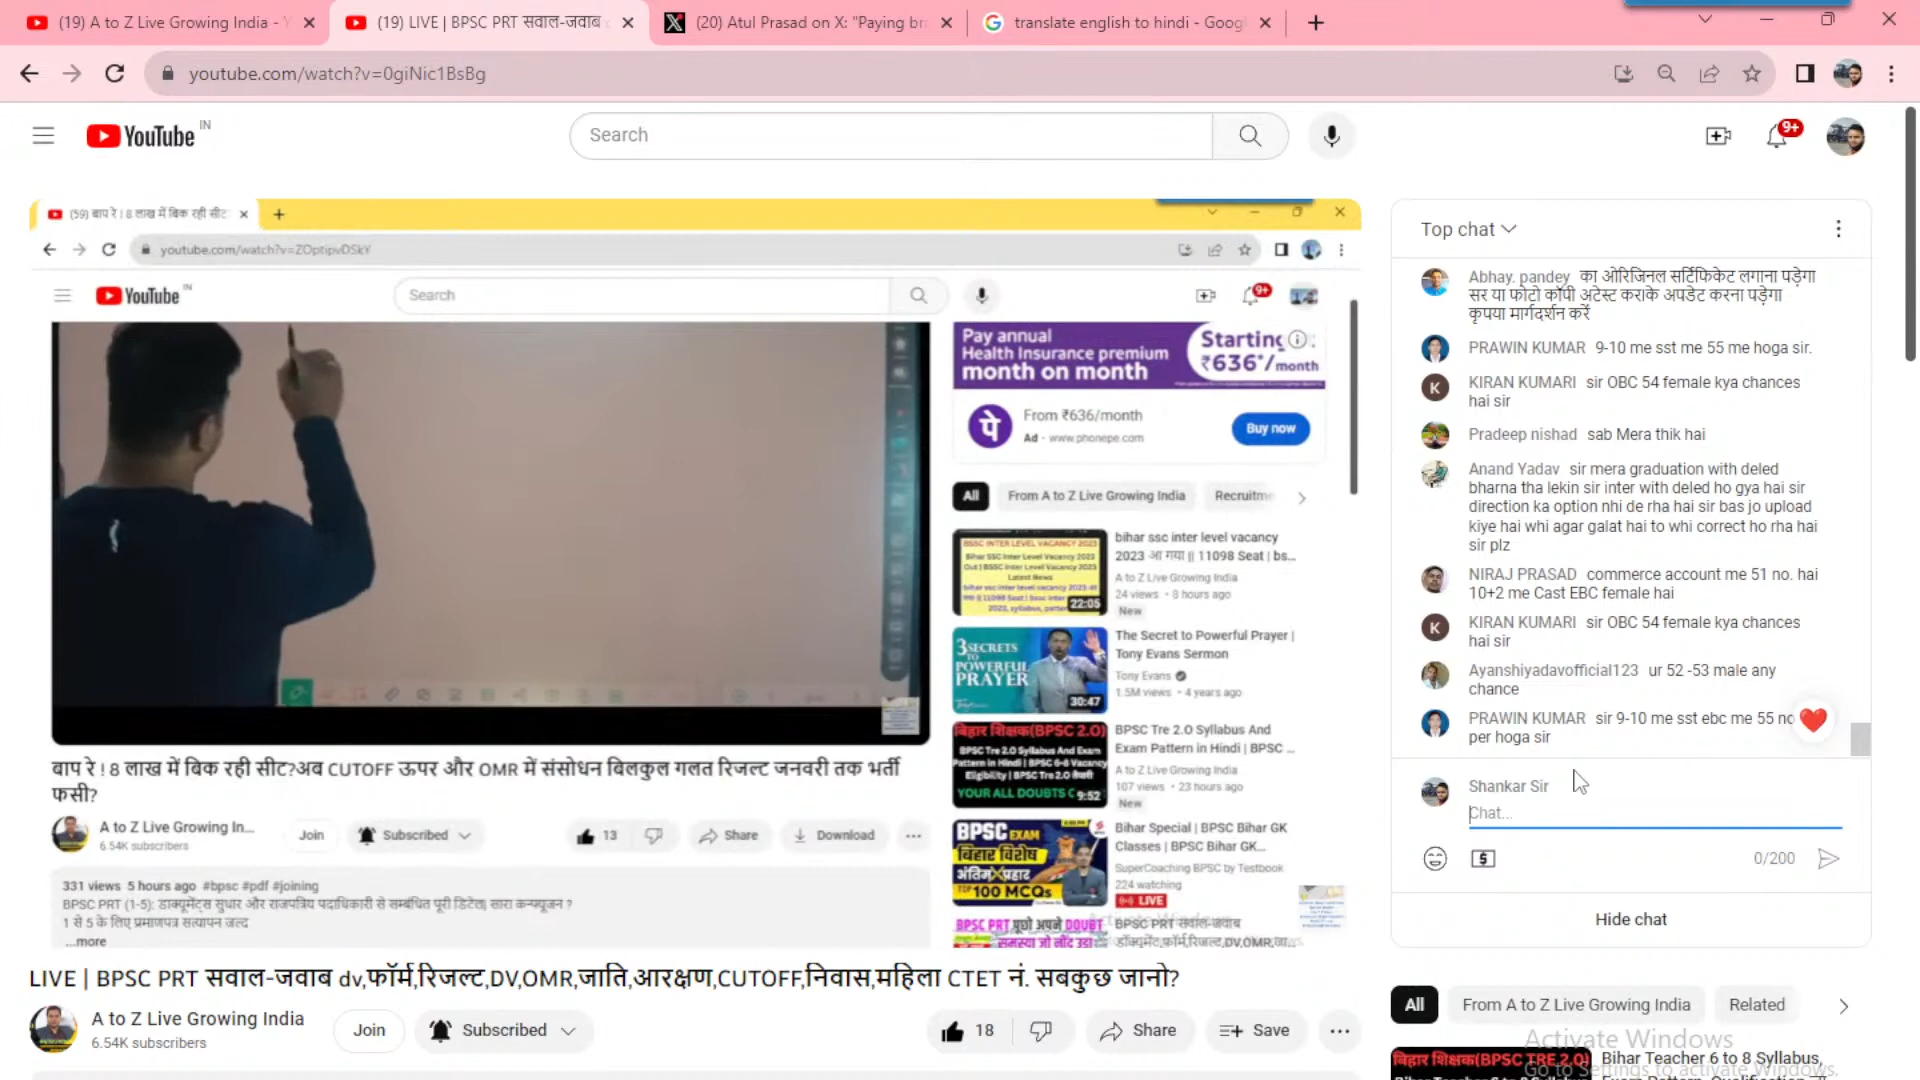 (19) A to Z Live Growing India - Y
(19) LIVE | BPSC PRT सवाल-जवाब
(20) Atul Prasad on X: "Paying br
translate english to hindi - Googl
youtube.com/watch?v=0giNic1BsBg
YouTube IN
Search
9+
(59) बाप रे ! 8 लाख में बिक रही सीट
youtube.com/watch?v=ZOptipvDSkY
YouTube IN
Search
9+
Pay annual
Health Insurance premium
month on month
Starting
₹636*/month
From ₹636/month
Ad - www.phonepe.com
Buy now
All
From A to Z Live Growing India
Recruitme
BSSC INTER LEVEL VACANCY 2023
Bihar SSC Inter Level Vacancy 2023
Out | BSSC Inter Level Vacancy 2023
Latest News
22:05
bihar ssc inter level vacancy
2023 आ गया || 11098 Seat | bs...
A to Z Live Growing India
24 views • 8 hours ago
New
3 SECRETS
TO
POWERFUL
PRAYER
30:47
The Secret to Powerful Prayer |
Tony Evans Sermon
Tony Evans
1.5M views • 4 years ago
बिहार शिक्षक(BPSC 2.0)
BPSC Tre 2.0 Syllabus And Exam
Pattern in Hindi | BPSC 6-8 Vacancy
Eligibility | BPSC Tre 2.0
YOUR ALL DOUBTS C
9:52
BPSC Tre 2.0 Syllabus And
Exam Pattern in Hindi | BPSC ...
A to Z Live Growing India
107 views • 23 hours ago
New
BPSC EXAM
बिहार विशेष
अंतिम प्रहार
TOP 100 MCQs
Bihar Special | BPSC Bihar GK
Classes | BPSC Bihar GK...
SuperCoaching BPSC by Testbook
224 watching
LIVE
BPSC PRT पूछो अपने DOUBT
समस्या जो नींद उड़ा
BPSC PRT सवाल-जवाब
डॉक्यूमेंट,फॉर्म,रिजल्ट,DV,OMR,जा...
बाप रे ! 8 लाख में बिक रही सीट?अब CUTOFF ऊपर और OMR में संसोधन बिलकुल गलत रिजल्ट जनवरी तक भर्ती
फसी?
A to Z Live Growing In...
6.54K subscribers
Join
Subscribed
13
Share
Download
331 views 5 hours ago #bpsc #pdf #joining
BPSC PRT (1-5): डाक्यूमेंट्स सुधार और राजपत्रिय पदाधिकारी से सम्बंधित पूरी डिटेल| सारा कन्फ्यूजन ?
1 से 5 के लिए प्रमाणपत्र सत्यापन जल्द
...more
LIVE | BPSC PRT सवाल-जवाब dv,फॉर्म,रिजल्ट,DV,OMR,जाति,आरक्षण,CUTOFF,निवास,महिला CTET नं. सबकुछ जानो?
A to Z Live Growing India
6.54K subscribers
Join
Subscribed
18
Share
Save
Top chat
Abhay. pandey का ओरिजिनल सर्टिफिकेट लगाना पड़ेगा
सर या फोटो कॉपी अटेस्ट कराके अपडेट करना पड़ेगा
कृपया मार्गदर्शन करें
PRAWIN KUMAR 9-10 me sst me 55 me hoga sir.
K
KIRAN KUMARI sir OBC 54 female kya chances
hai sir
Pradeep nishad sab Mera thik hai
Anand Yadav sir mera graduation with deled
bharna tha lekin sir inter with deled ho gya hai sir
direction ka option nhi de rha hai sir bas jo upload
kiye hai whi agar galat hai to whi correct ho rha hai
sir plz
NIRAJ PRASAD commerce account me 51 no. hai
10+2 me Cast EBC female hai
K
KIRAN KUMARI sir OBC 54 female kya chances
hai sir
Ayanshiyadavofficial123 ur 52 -53 male any
chance
PRAWIN KUMAR sir 9-10 me sst ebc me 55 no
per hoga sir
Shankar Sir
Chat...
0/200
Hide chat
All
From A to Z Live Growing India
Related
बिहार शिक्षक(BPSC TRE 2.0)
Bihar Teacher 6 to 8 Syllabus,
Activate Windows
Go to Settings to activate Windows.